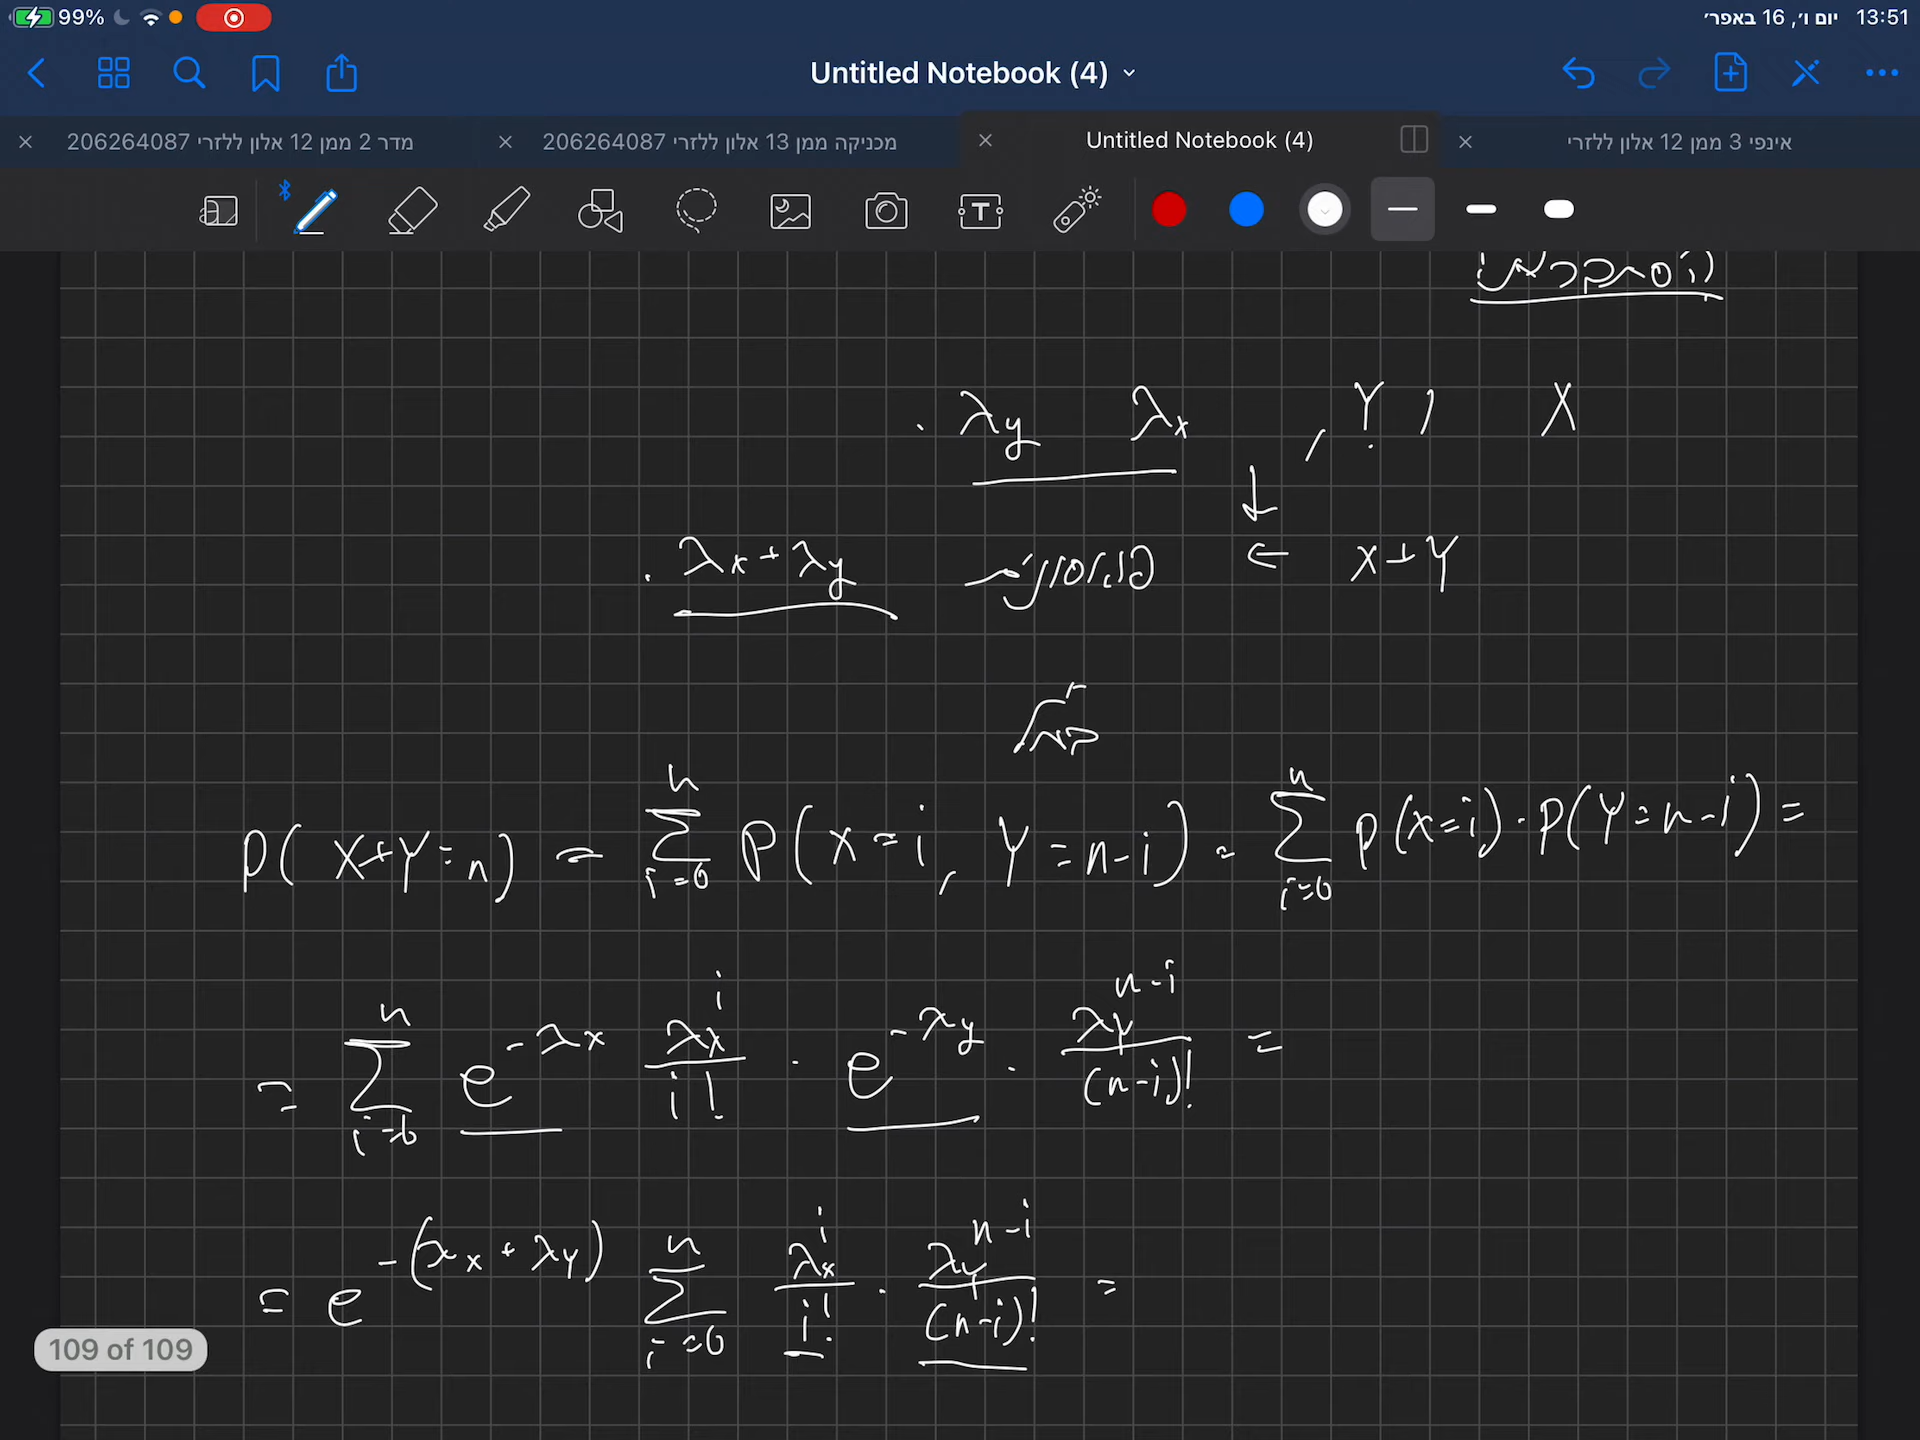 99% 13:51 יום ו׳, 16 באפר׳
Untitled Notebook (4)
מדר 2 ממן 12 אלון ללזרי 206264087
מכניקה ממן 13 אלון ללזרי 206264087
Untitled Notebook (4)
אינפי 3 ממן 12 אלון ללזרי
X ו Y, λx λy .
X+Y ← פואסוני λx+λy .
P(X+Y=n) = Σ_{i=0}^{n} P(X=i, Y=n-i) = Σ_{i=0}^{n} P(X=i)·P(Y=n-i) =
= Σ_{i=0}^{n} e^{-λx} λx^i / i! · e^{-λy} · λy^{n-i} / (n-i)! =
= e^{-(λx+λy)} Σ_{i=0}^{n} λx^i / i! · λy^{n-i} / (n-i)! =
109 of 109